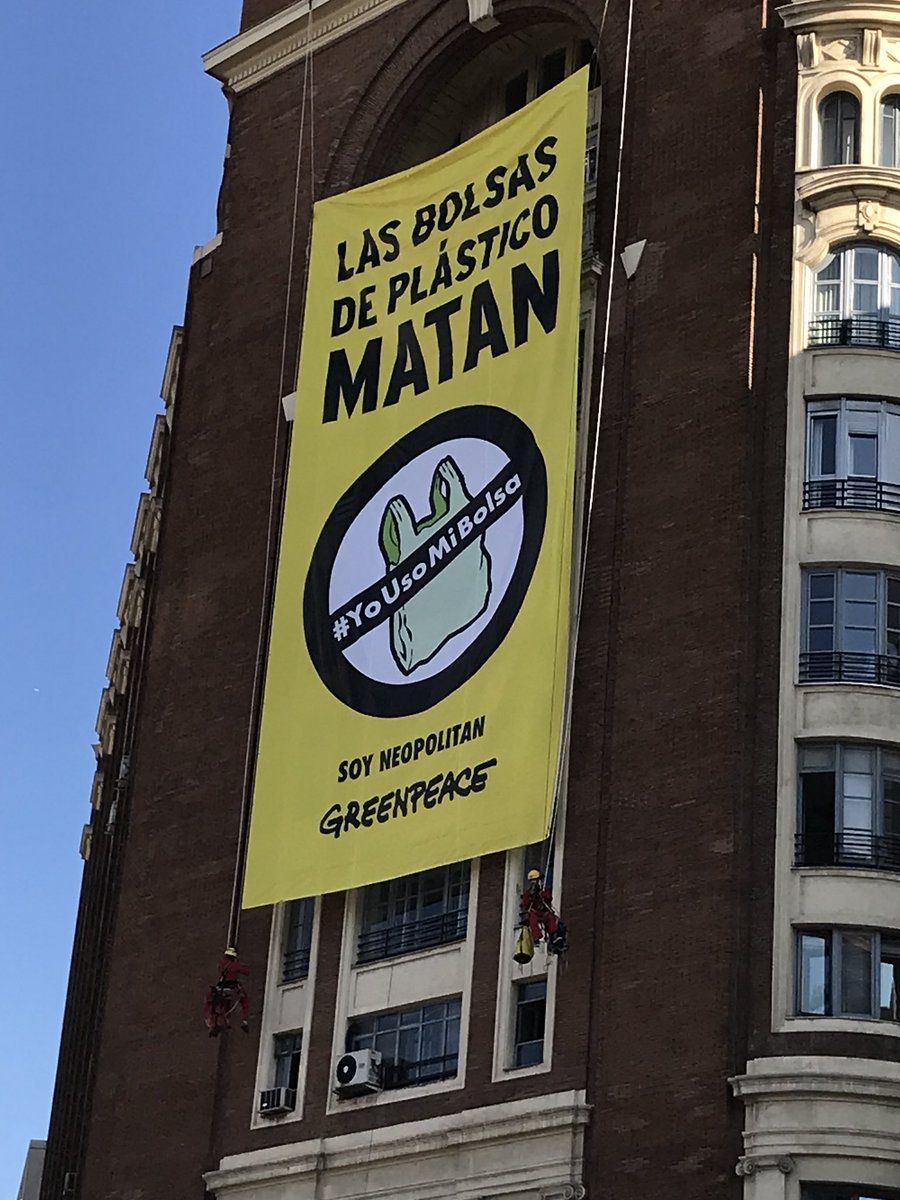 LAS BOLSAS
DE PLÁSTICO
MATAN
#YoUsoMiBolsa
SOY NEOPOLITAN
GREENPEACE